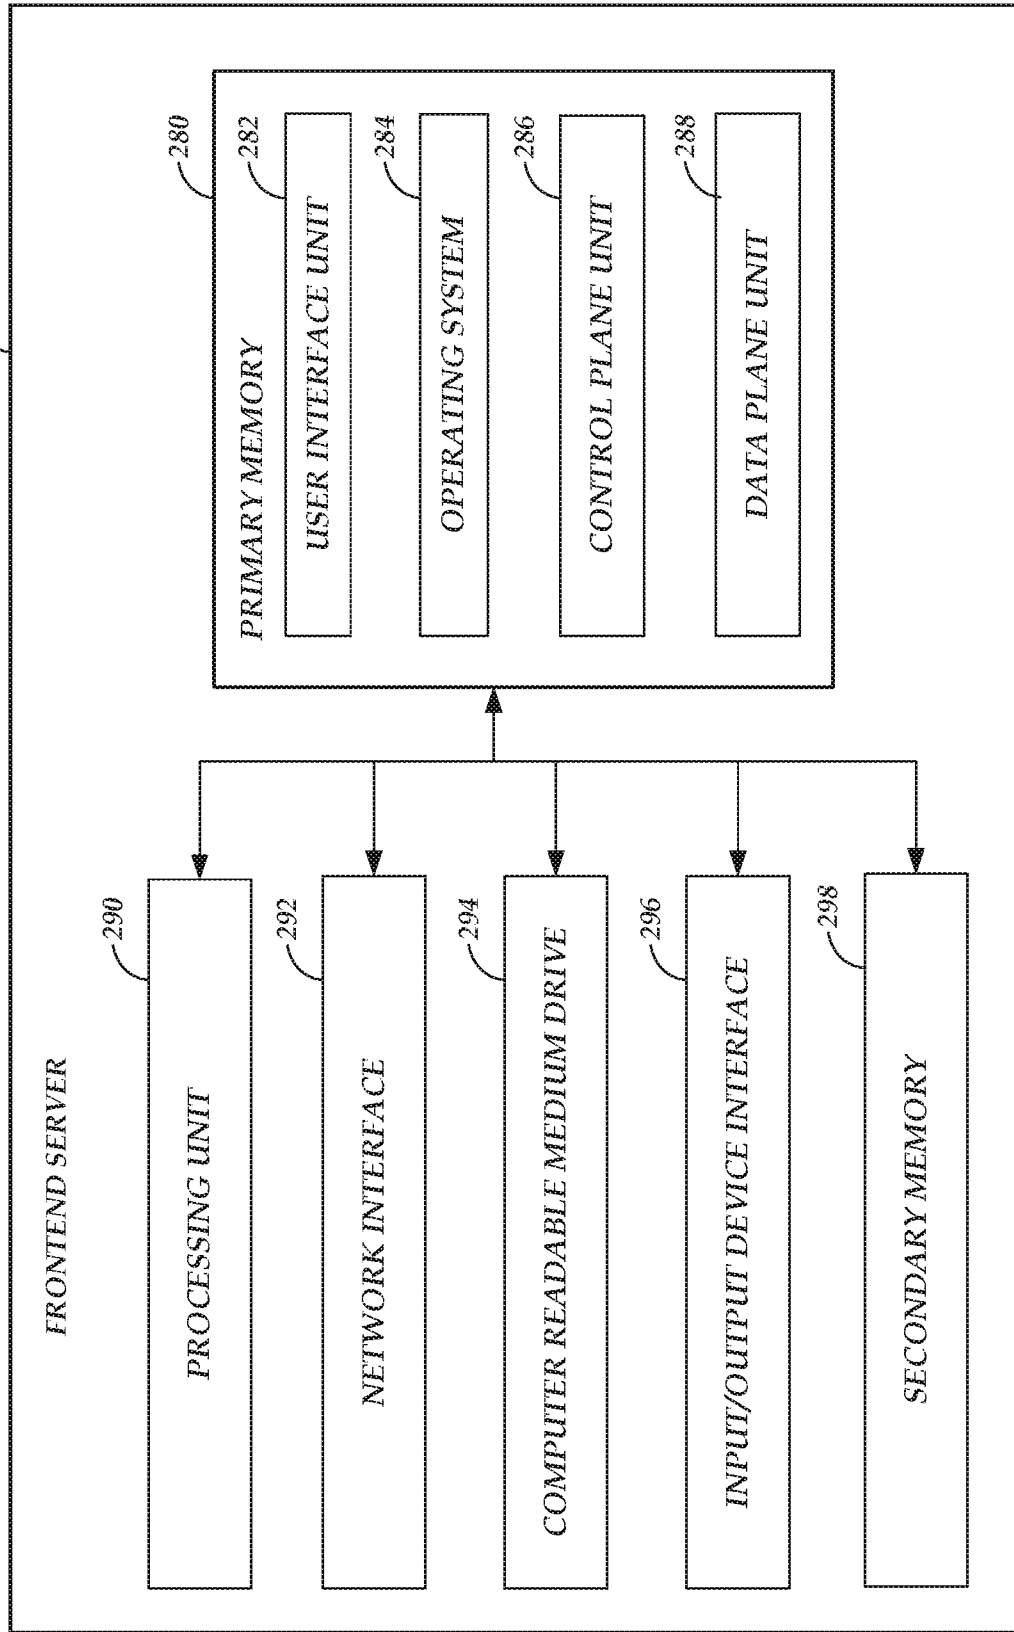 FRONTEND SERVER
290
PROCESSING UNIT
292
NETWORK INTERFACE
294
COMPUTER READABLE MEDIUM DRIVE
296
INPUT/OUTPUT DEVICE INTERFACE
298
SECONDARY MEMORY
280
PRIMARY MEMORY
282
USER INTERFACE UNIT
284
OPERATING SYSTEM
286
CONTROL PLANE UNIT
288
DATA PLANE UNIT